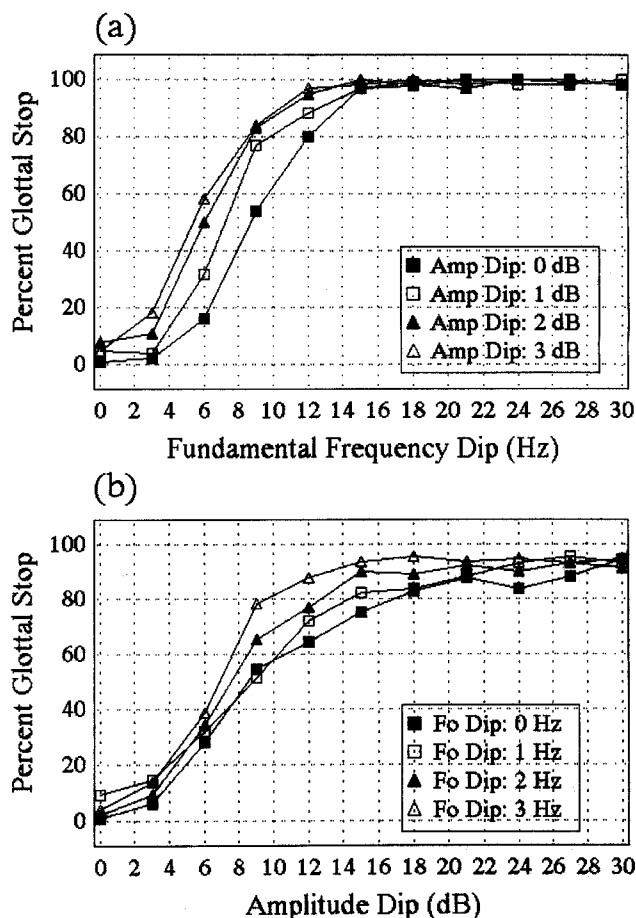 (a)
Percent Glottal Stop
100
80
60
40
20
0
Amp Dip: 0 dB
Amp Dip: 1 dB
Amp Dip: 2 dB
Amp Dip: 3 dB
0 2 4 6 8 10 12 14 16 18 20 22 24 26 28 30
Fundamental Frequency Dip (Hz)
(b)
Percent Glottal Stop
100
80
60
40
20
0
Fo Dip: 0 Hz
Fo Dip: 1 Hz
Fo Dip: 2 Hz
Fo Dip: 3 Hz
0 2 4 6 8 10 12 14 16 18 20 22 24 26 28 30
Amplitude Dip (dB)